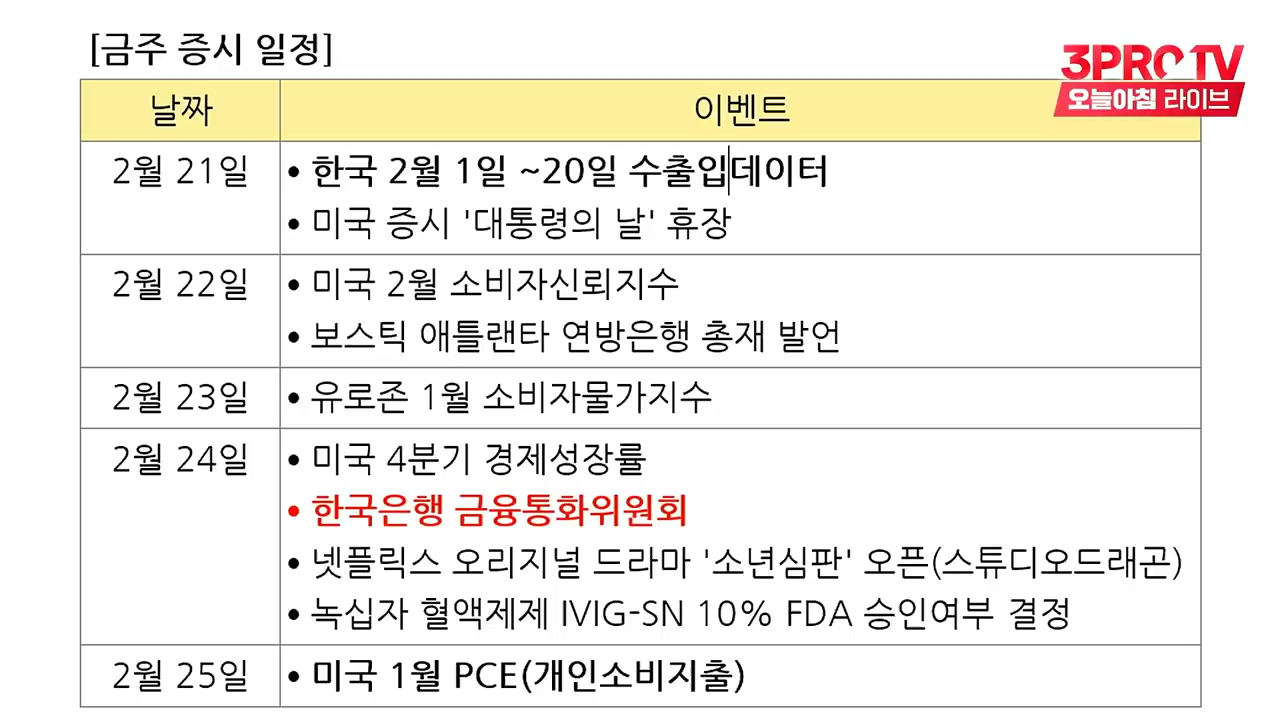 [금주 증시 일정]
3PRO TV
오늘아침 라이브
날짜 이벤트
2월 21일 • 한국 2월 1일 ~20일 수출입데이터
• 미국 증시 '대통령의 날' 휴장
2월 22일 • 미국 2월 소비자신뢰지수
• 보스틱 애틀랜타 연방은행 총재 발언
2월 23일 • 유로존 1월 소비자물가지수
2월 24일 • 미국 4분기 경제성장률
• 한국은행 금융통화위원회
• 넷플릭스 오리지널 드라마 '소년심판' 오픈(스튜디오드래곤)
• 녹십자 혈액제제 IVIG-SN 10% FDA 승인여부 결정
2월 25일 • 미국 1월 PCE(개인소비지출)